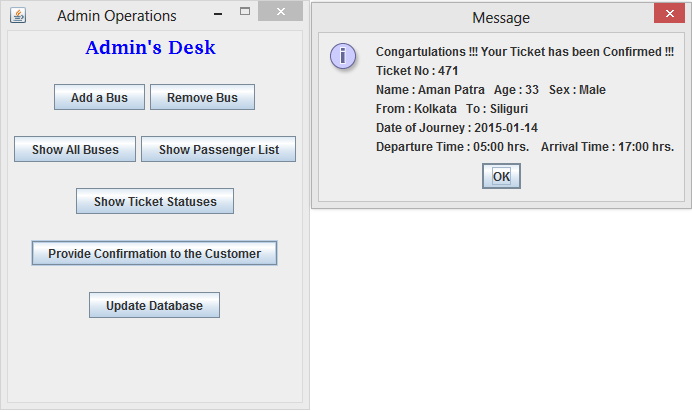 Admin Operations
Admin's Desk
Add a Bus
Remove Bus
Show All Buses
Show Passenger List
Show Ticket Statuses
Provide Confirmation to the Customer
Update Database
Message
Congartulations !!! Your Ticket has been Confirmed !!!
Ticket No : 471
Name : Aman Patra   Age : 33   Sex : Male
From : Kolkata   To : Siliguri
Date of Journey : 2015-01-14
Departure Time : 05:00 hrs.   Arrival Time : 17:00 hrs.
OK